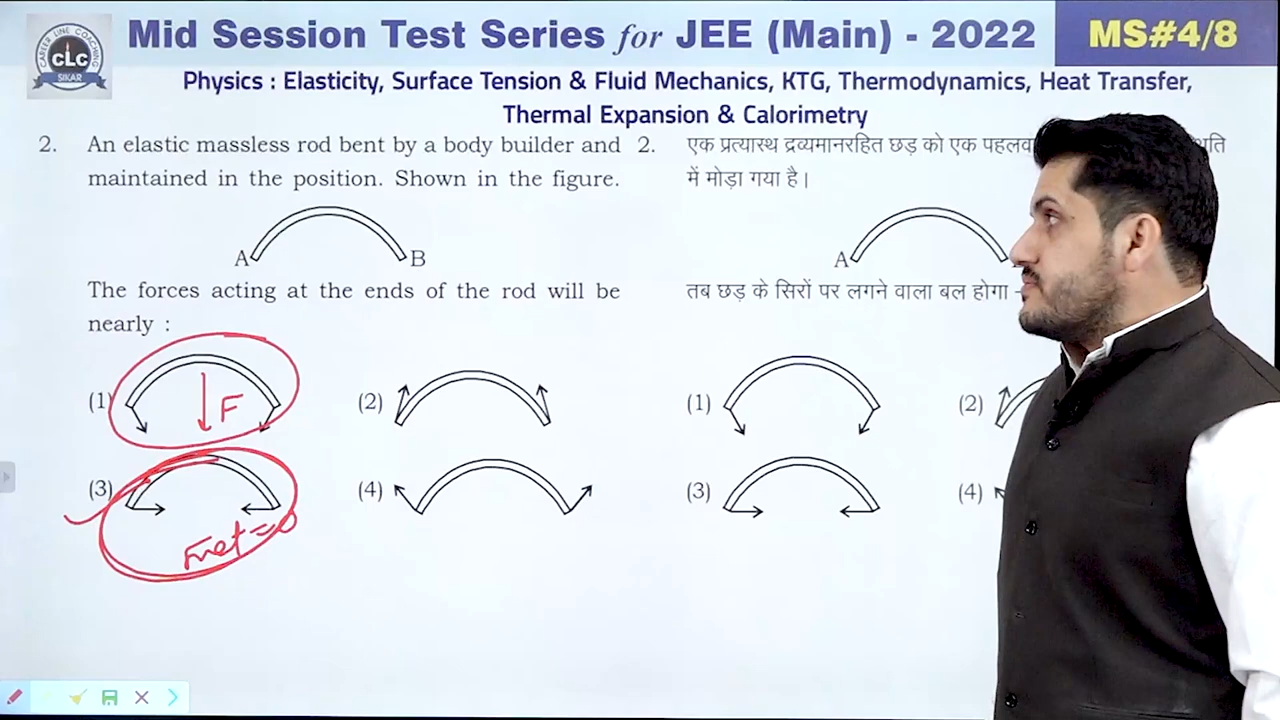 CAREER LINE COACHING
CLC
SIKAR
Mid Session Test Series for JEE (Main) - 2022
MS#4/8
Physics : Elasticity, Surface Tension & Fluid Mechanics, KTG, Thermodynamics, Heat Transfer,
Thermal Expansion & Calorimetry
2. An elastic massless rod bent by a body builder and
maintained in the position. Shown in the figure.
A B
The forces acting at the ends of the rod will be
nearly :
(1) F (2)
(3) Fnet = 0 (4)
2. एक प्रत्यास्थ द्रव्यमानरहित छड़ को एक
में मोड़ा गया है।
A
तब छड़ के सिरों पर लगने वाला बल होगा -
(1) (2)
(3) (4)